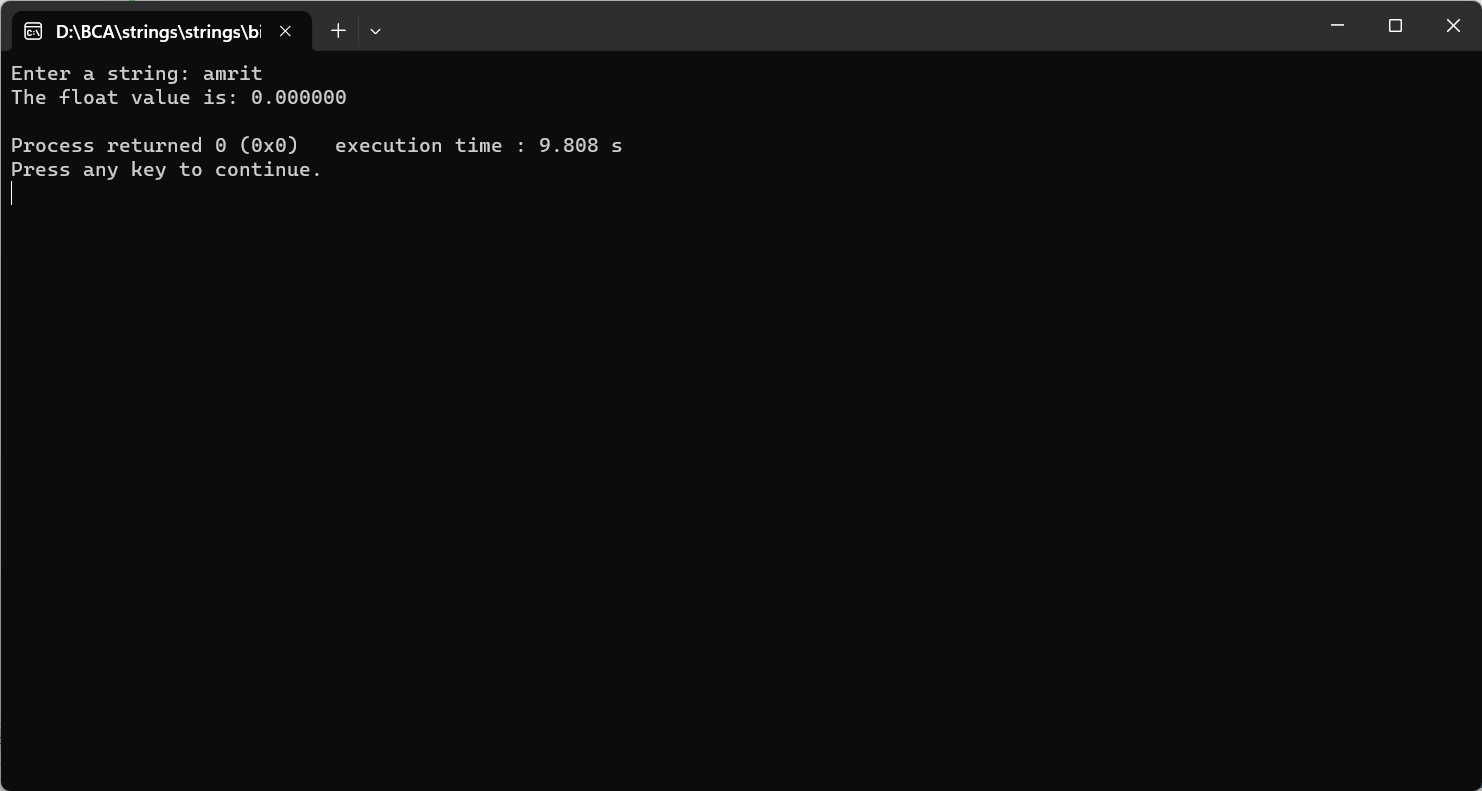 D:\BCA\strings\strings\bi
Enter a string: amrit
The float value is: 0.000000
Process returned 0 (0x0)   execution time : 9.808 s
Press any key to continue.